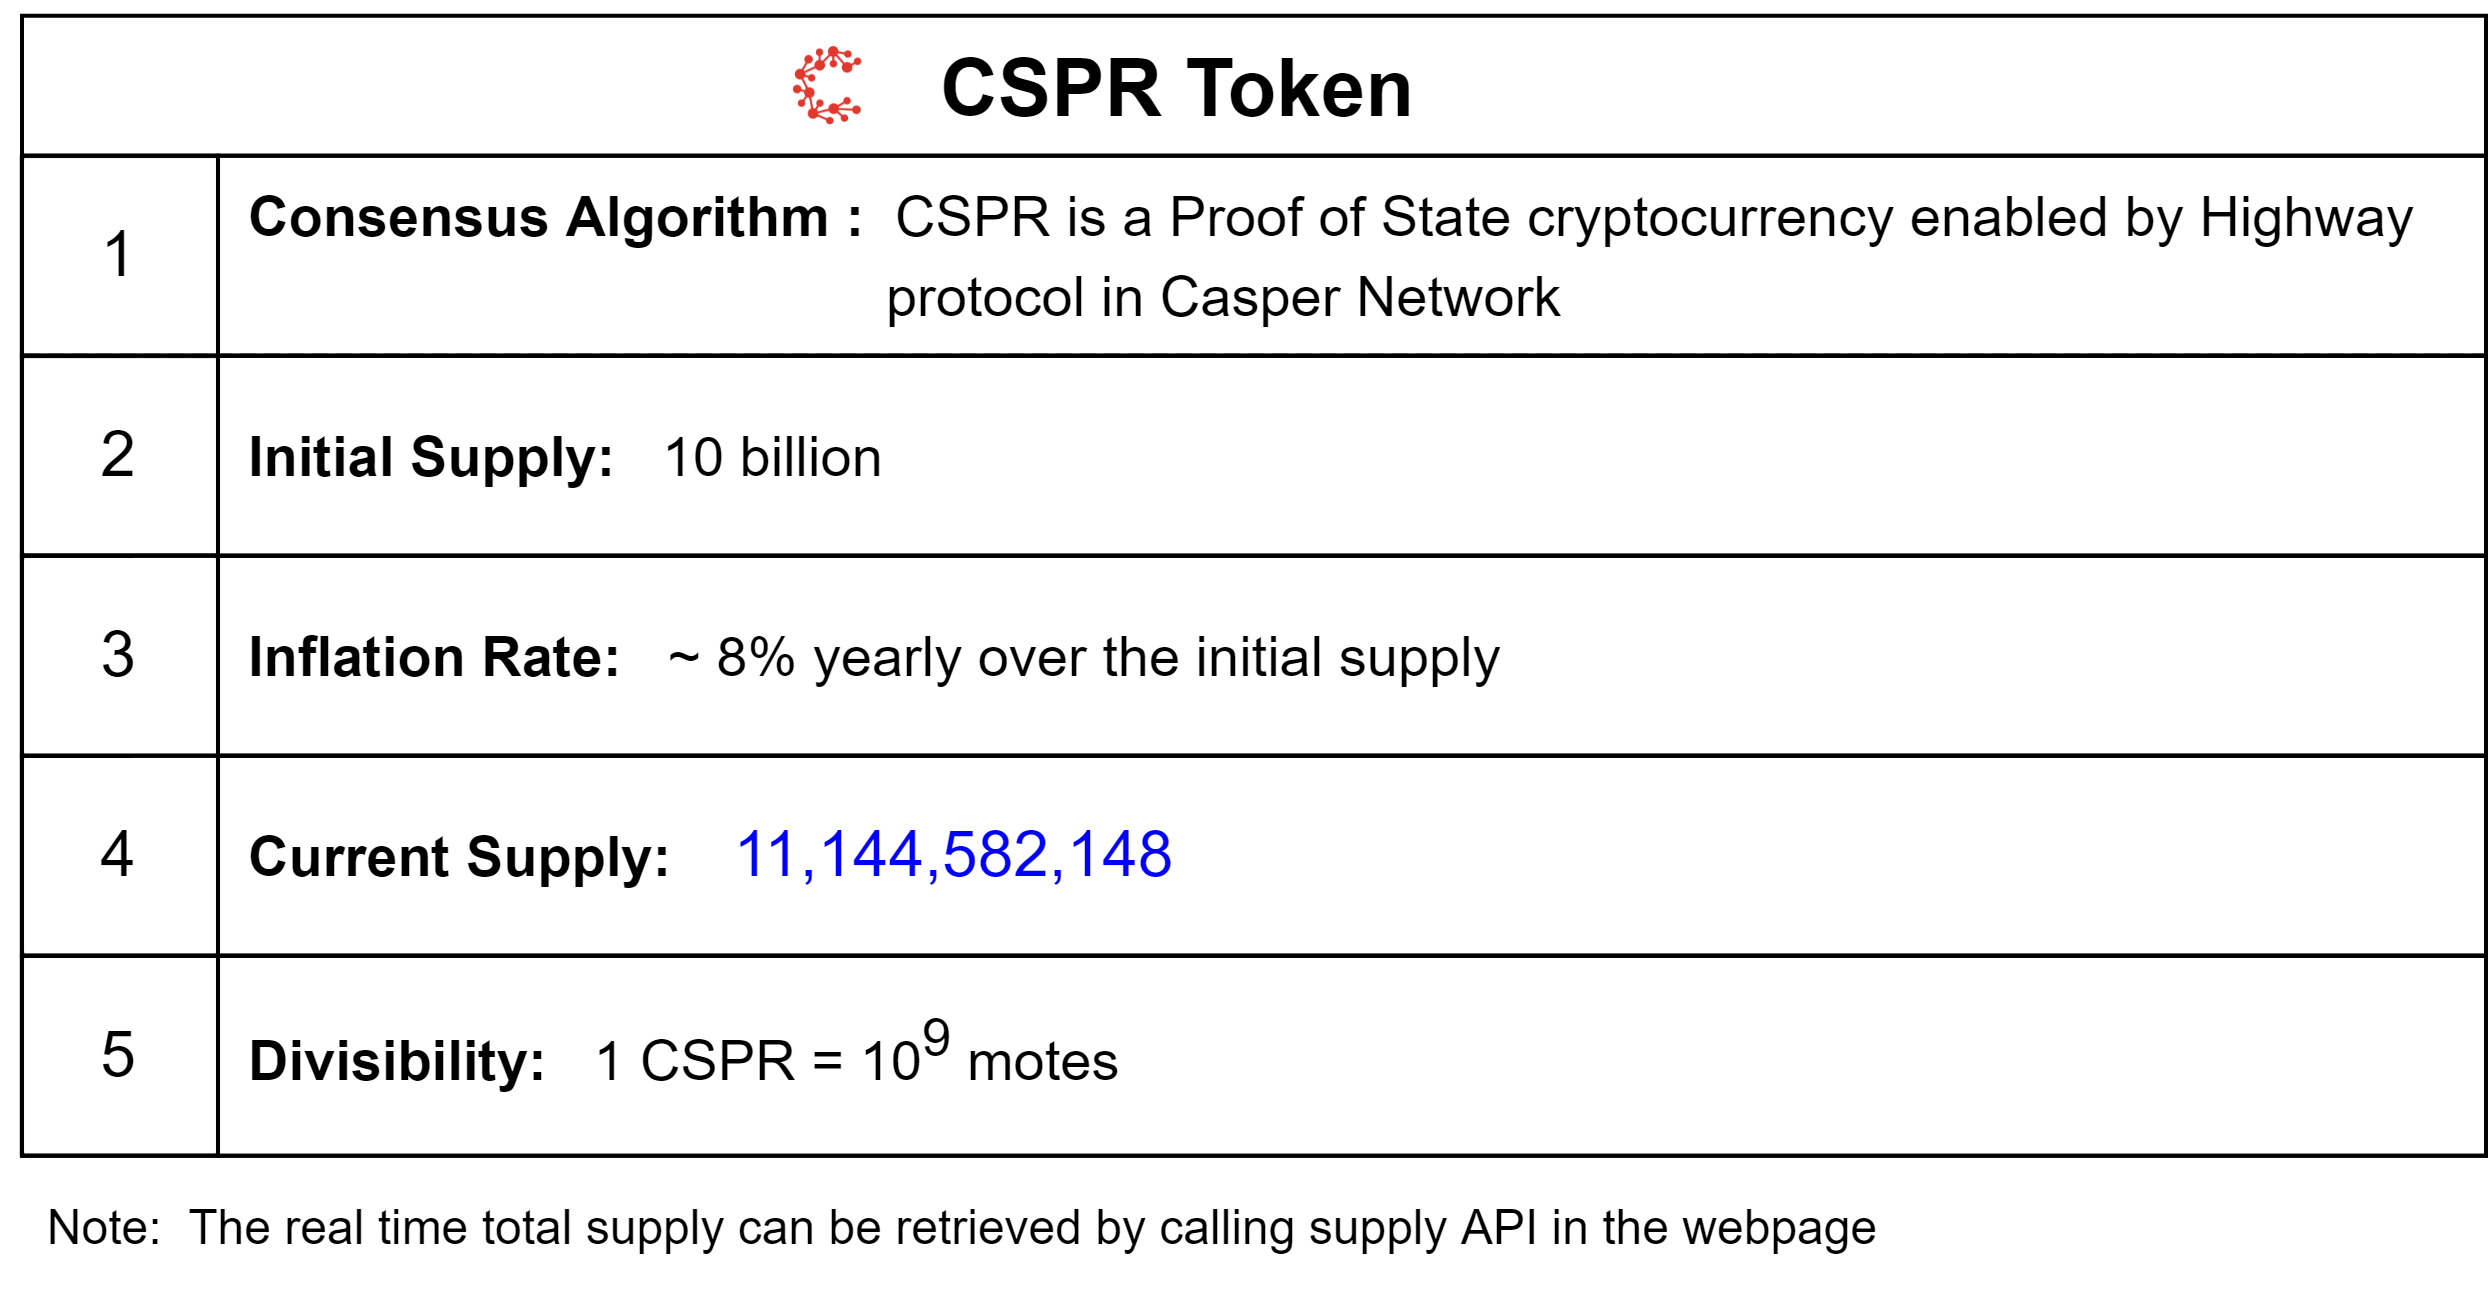 CSPR Token
1
Consensus Algorithm : CSPR is a Proof of State cryptocurrency enabled by Highway
protocol in Casper Network
2
Initial Supply: 10 billion
3
Inflation Rate: ~ 8% yearly over the initial supply
4
Current Supply: 11,144,582,148
5
Divisibility: 1 CSPR = 10⁹ motes
Note: The real time total supply can be retrieved by calling supply API in the webpage